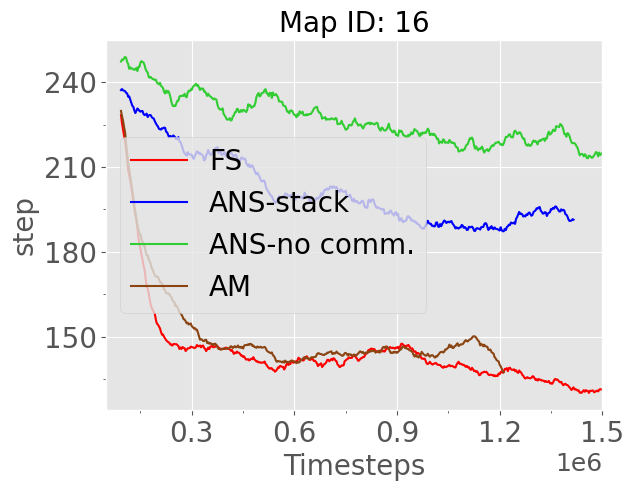 Map ID: 16
240
210
180
150
step
FS
ANS-stack
ANS-no comm.
AM
0.3 0.6 0.9 1.2 1.5
Timesteps
1e6